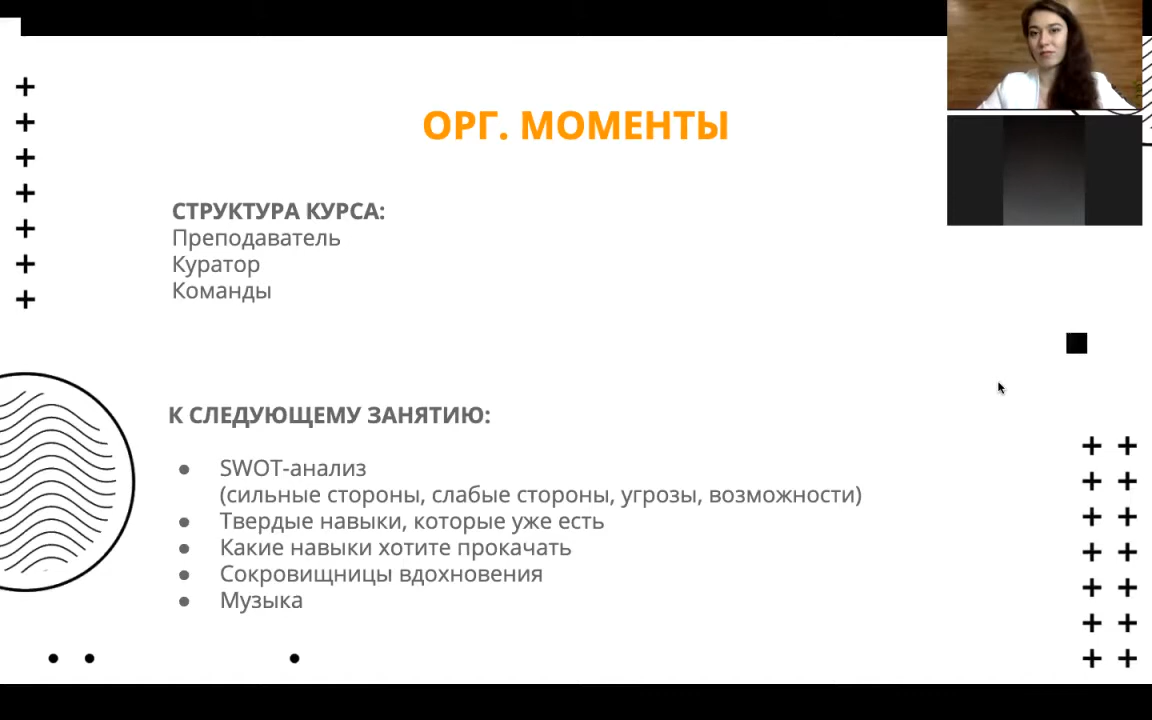 ОРГ. МОМЕНТЫ
СТРУКТУРА КУРСА:
Преподаватель
Куратор
Команды
К СЛЕДУЮЩЕМУ ЗАНЯТИЮ:
● SWOT-анализ
(сильные стороны, слабые стороны, угрозы, возможности)
● Твердые навыки, которые уже есть
● Какие навыки хотите прокачать
● Сокровищницы вдохновения
● Музыка